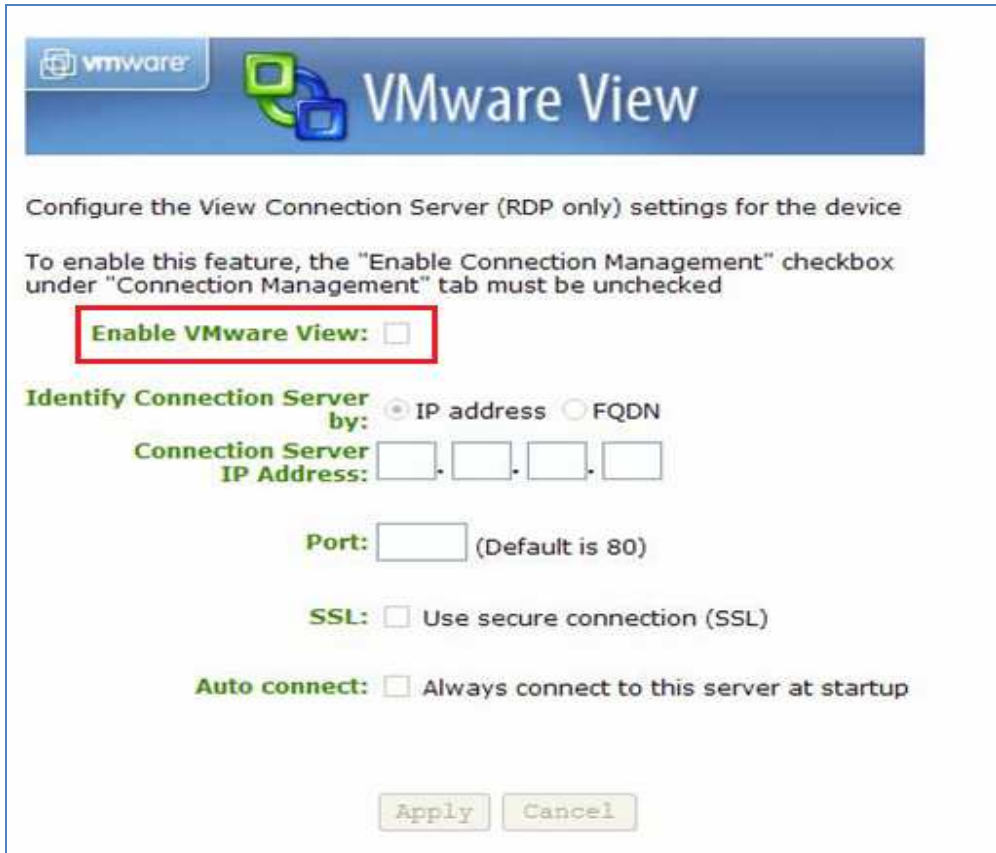 vmware
VMware View
Configure the View Connection Server (RDP only) settings for the device
To enable this feature, the "Enable Connection Management" checkbox
under "Connection Management" tab must be unchecked
Enable VMware View:
Identify Connection Server
by: IP address FQDN
Connection Server
IP Address: . . .
Port: (Default is 80)
SSL: Use secure connection (SSL)
Auto connect: Always connect to this server at startup
Apply Cancel